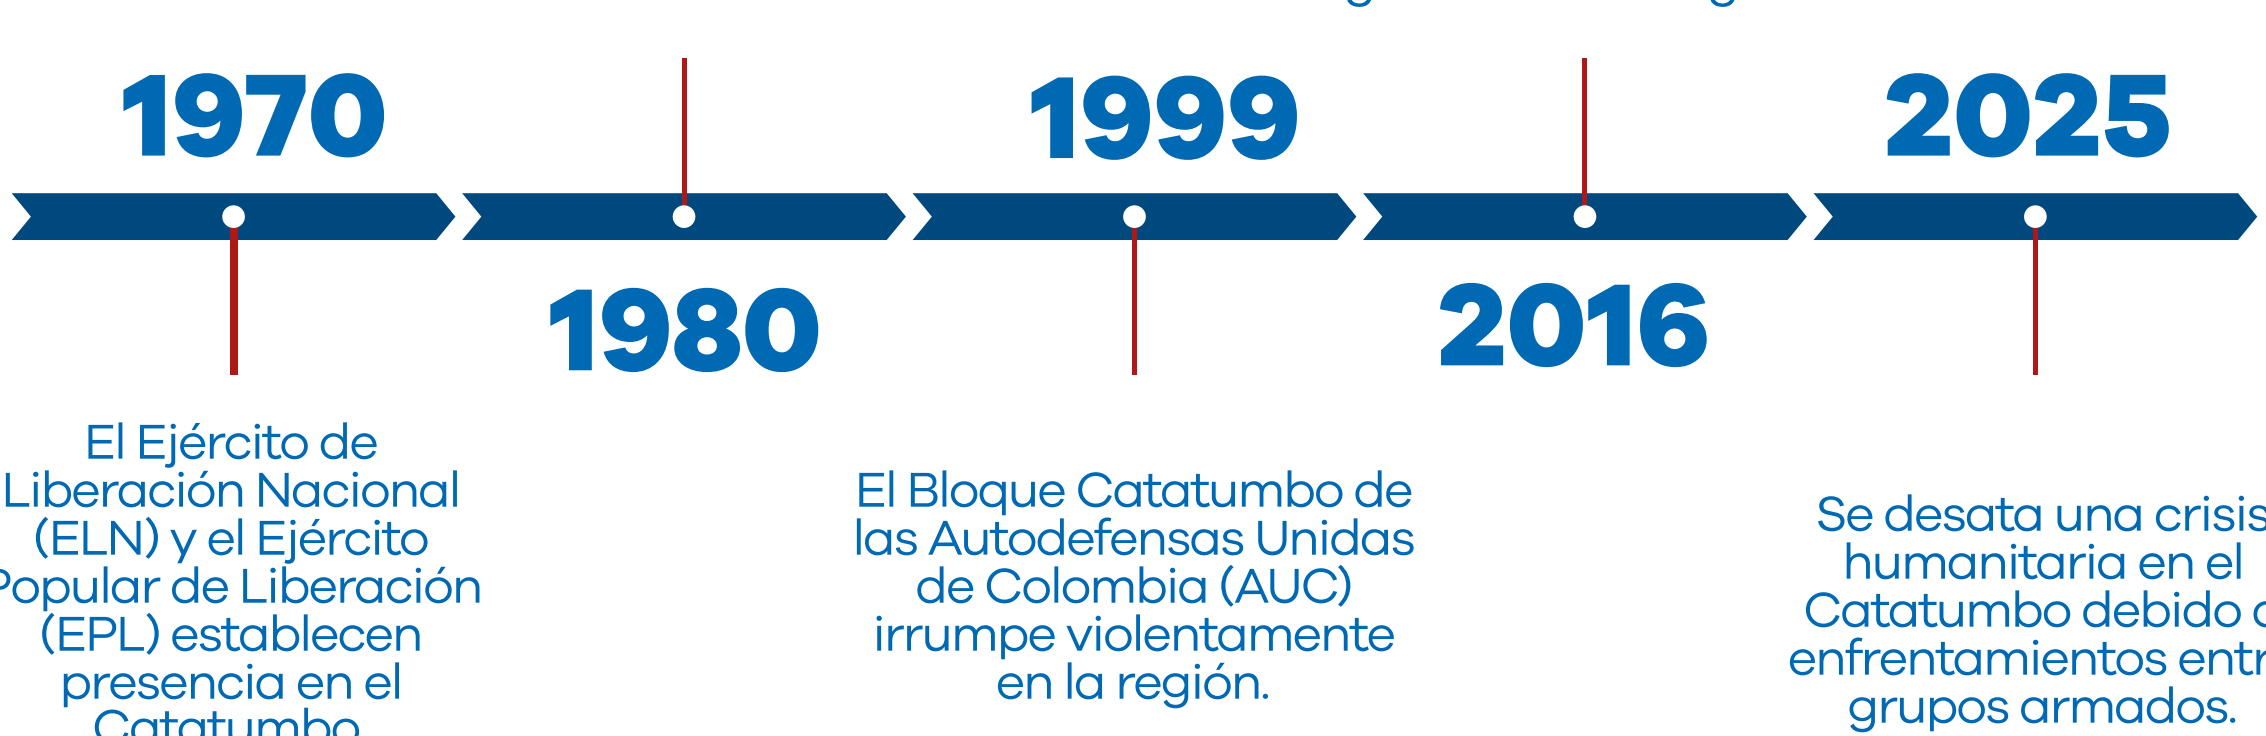 1970
1999
2025
1980
2016
El Ejército de
Liberación Nacional
(ELN) y el Ejército
Popular de Liberación
(EPL) establecen
presencia en el
Catatumbo
El Bloque Catatumbo de
las Autodefensas Unidas
de Colombia (AUC)
irrumpe violentamente
en la región.
Se desata una crisis
humanitaria en el
Catatumbo debido a
enfrentamientos entr
grupos armados.